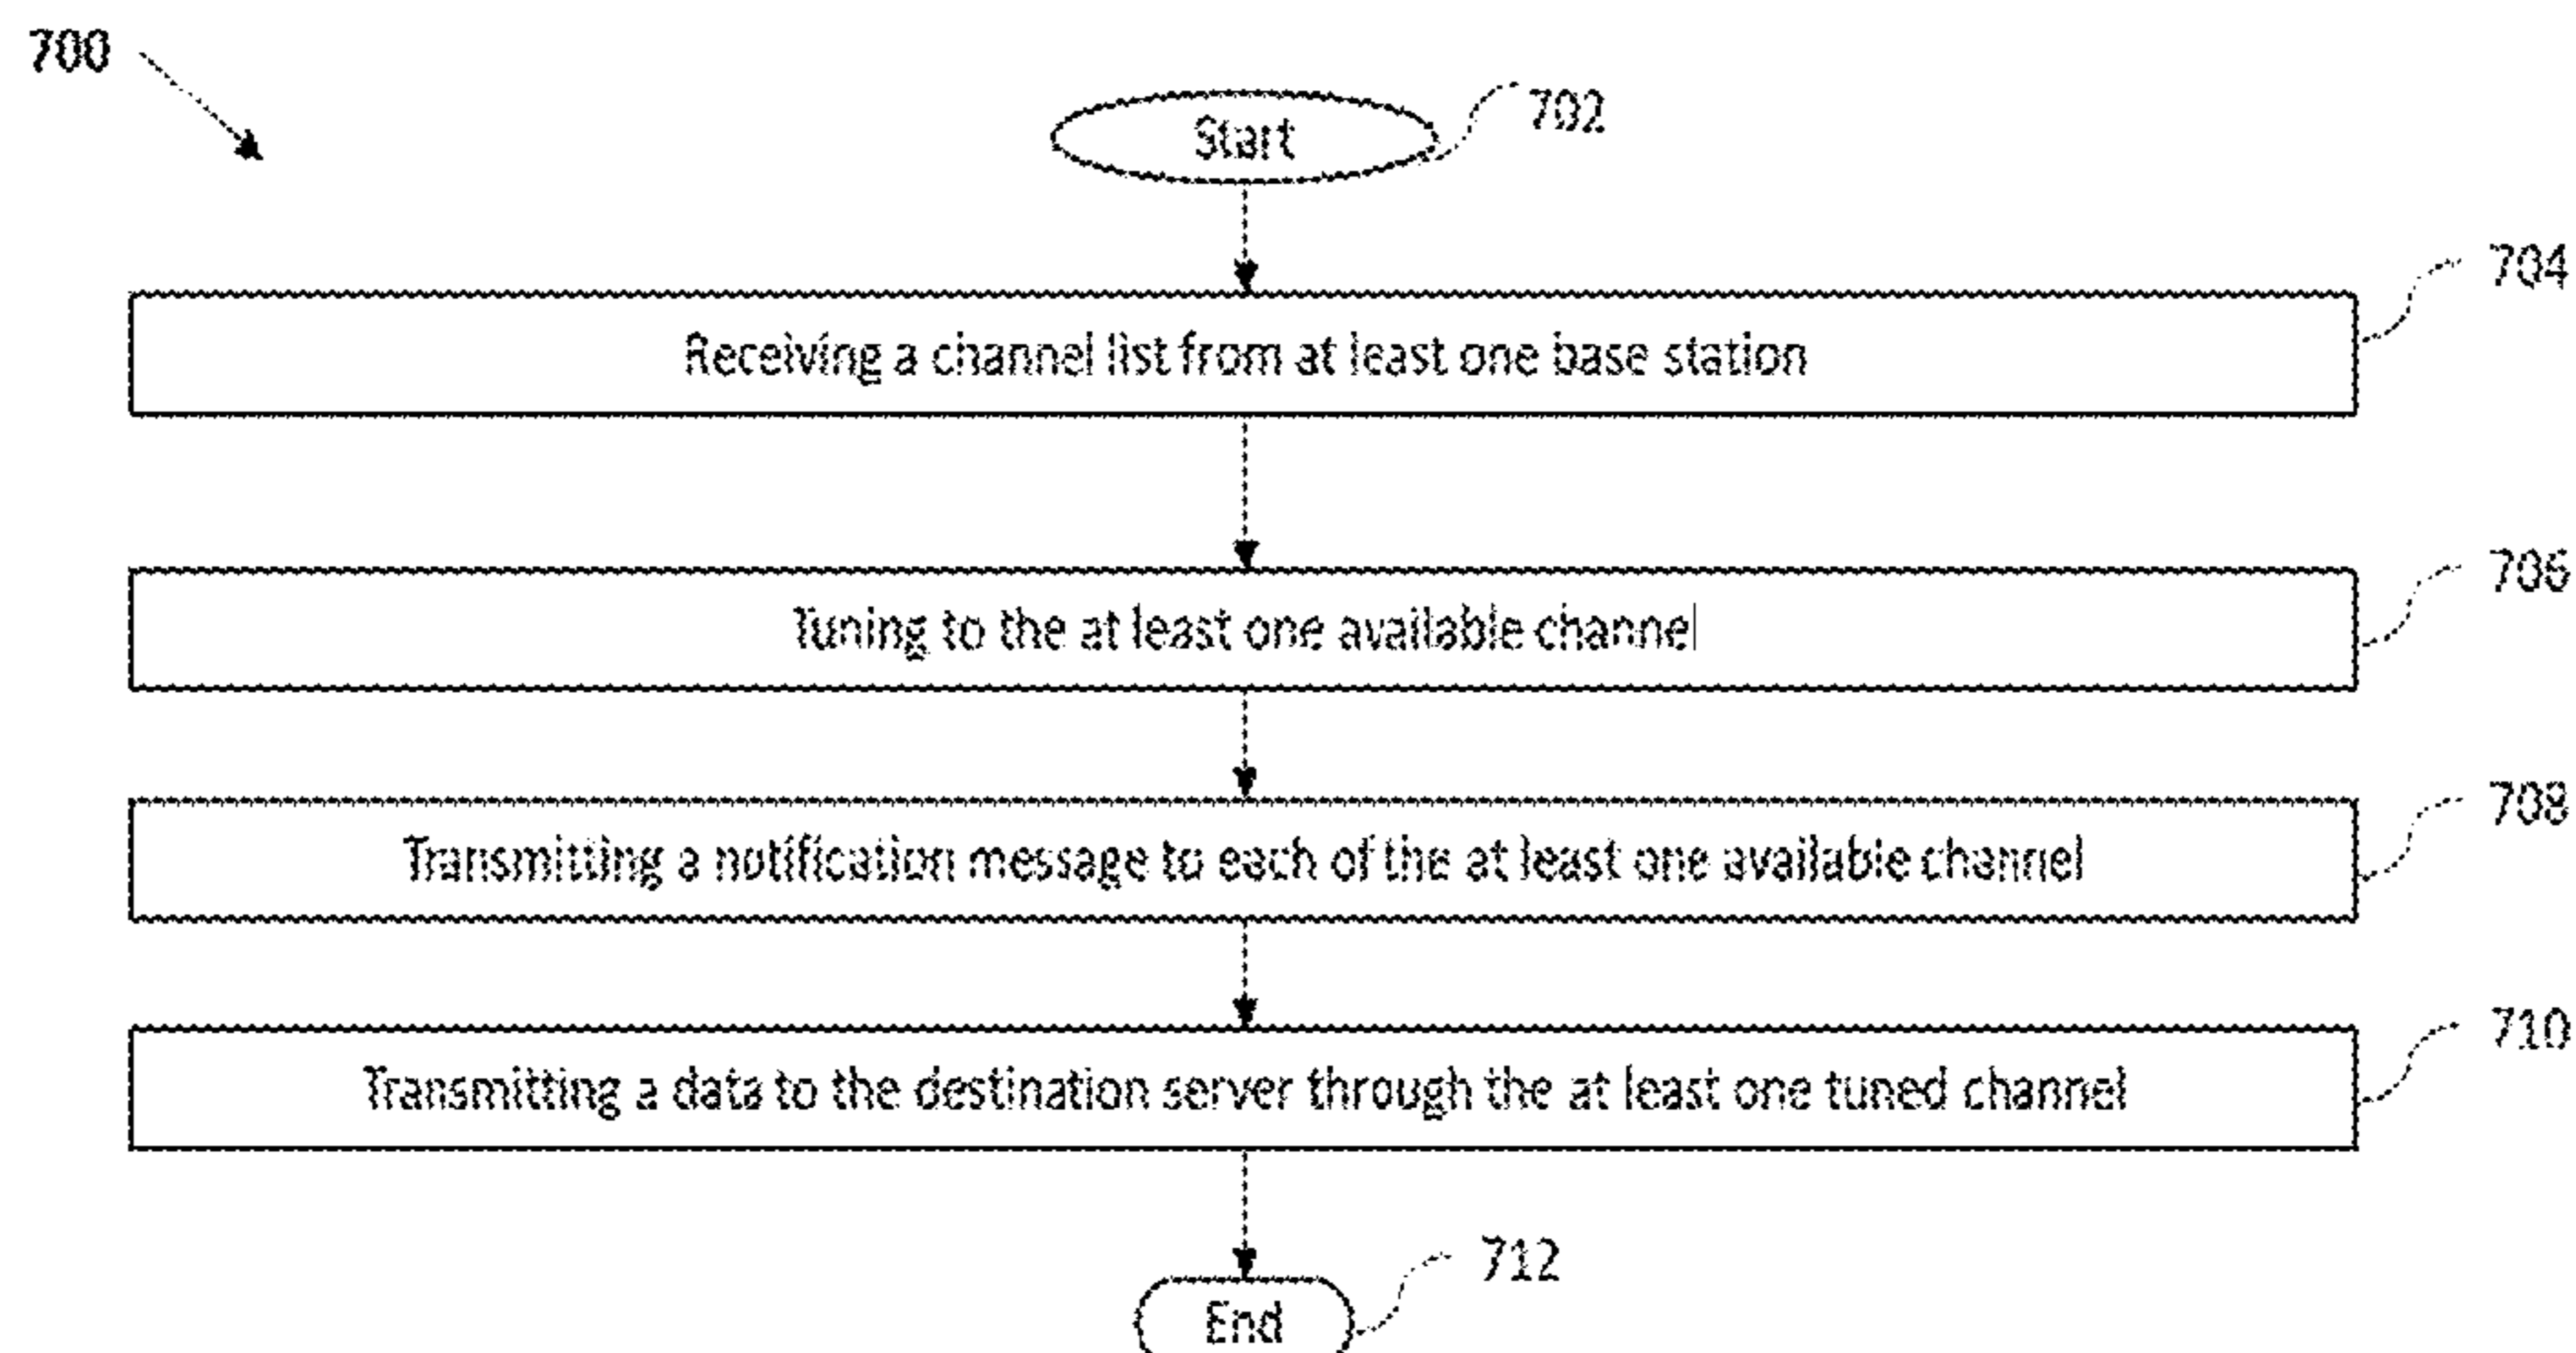 700
Start
702
704
Receiving a channel list from at least one base station
706
Tuning to the at least one available channel
708
Transmitting a notification message to each of the at least one available channel
710
Transmitting a data to the destination server through the at least one tuned channel
712
End